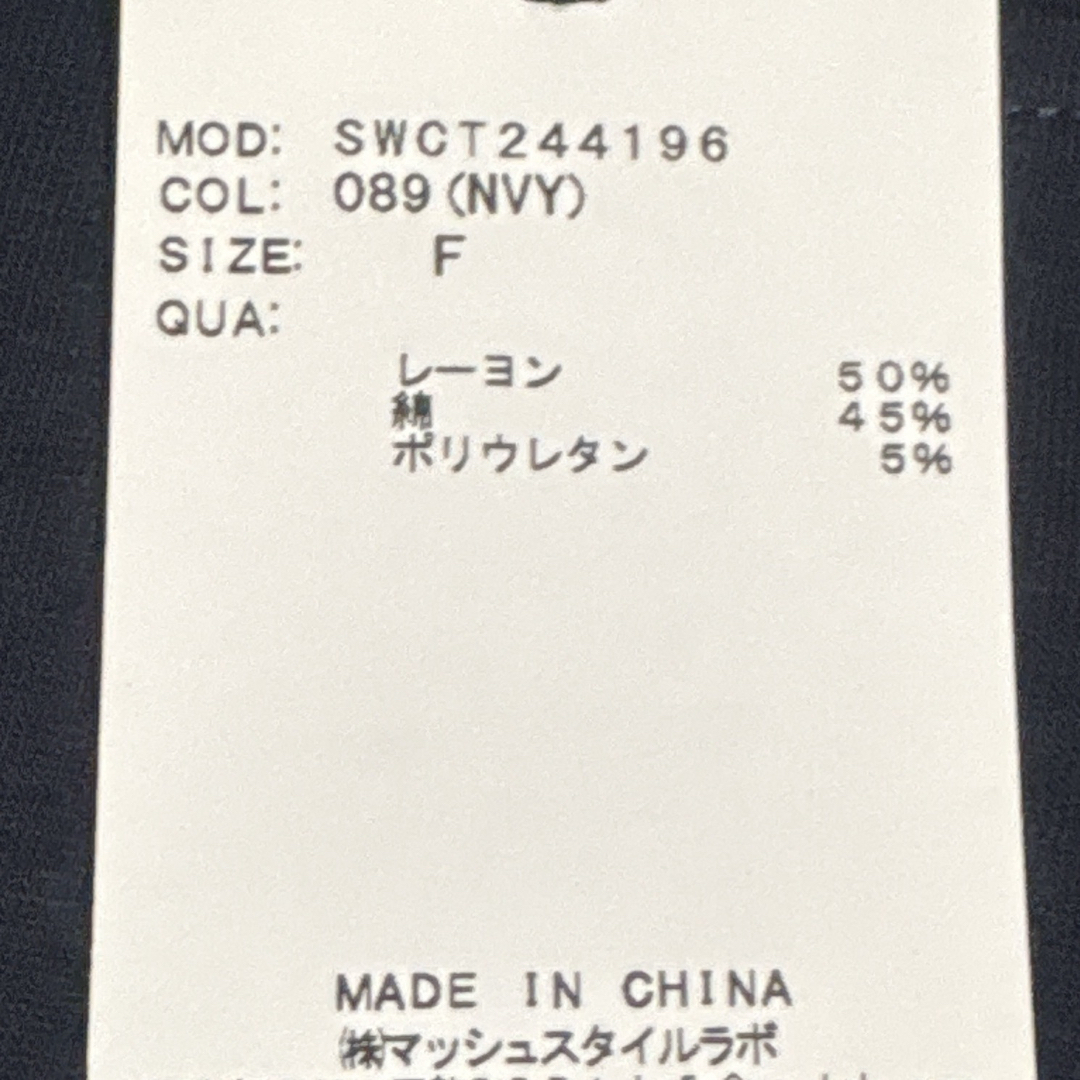 MOD: SWCT244196
COL: 089(NVY)
SIZE: F
QUA:
レーヨン 50%
綿 45%
ポリウレタン 5%
MADE IN CHINA
㈱マッシュスタイルラボ